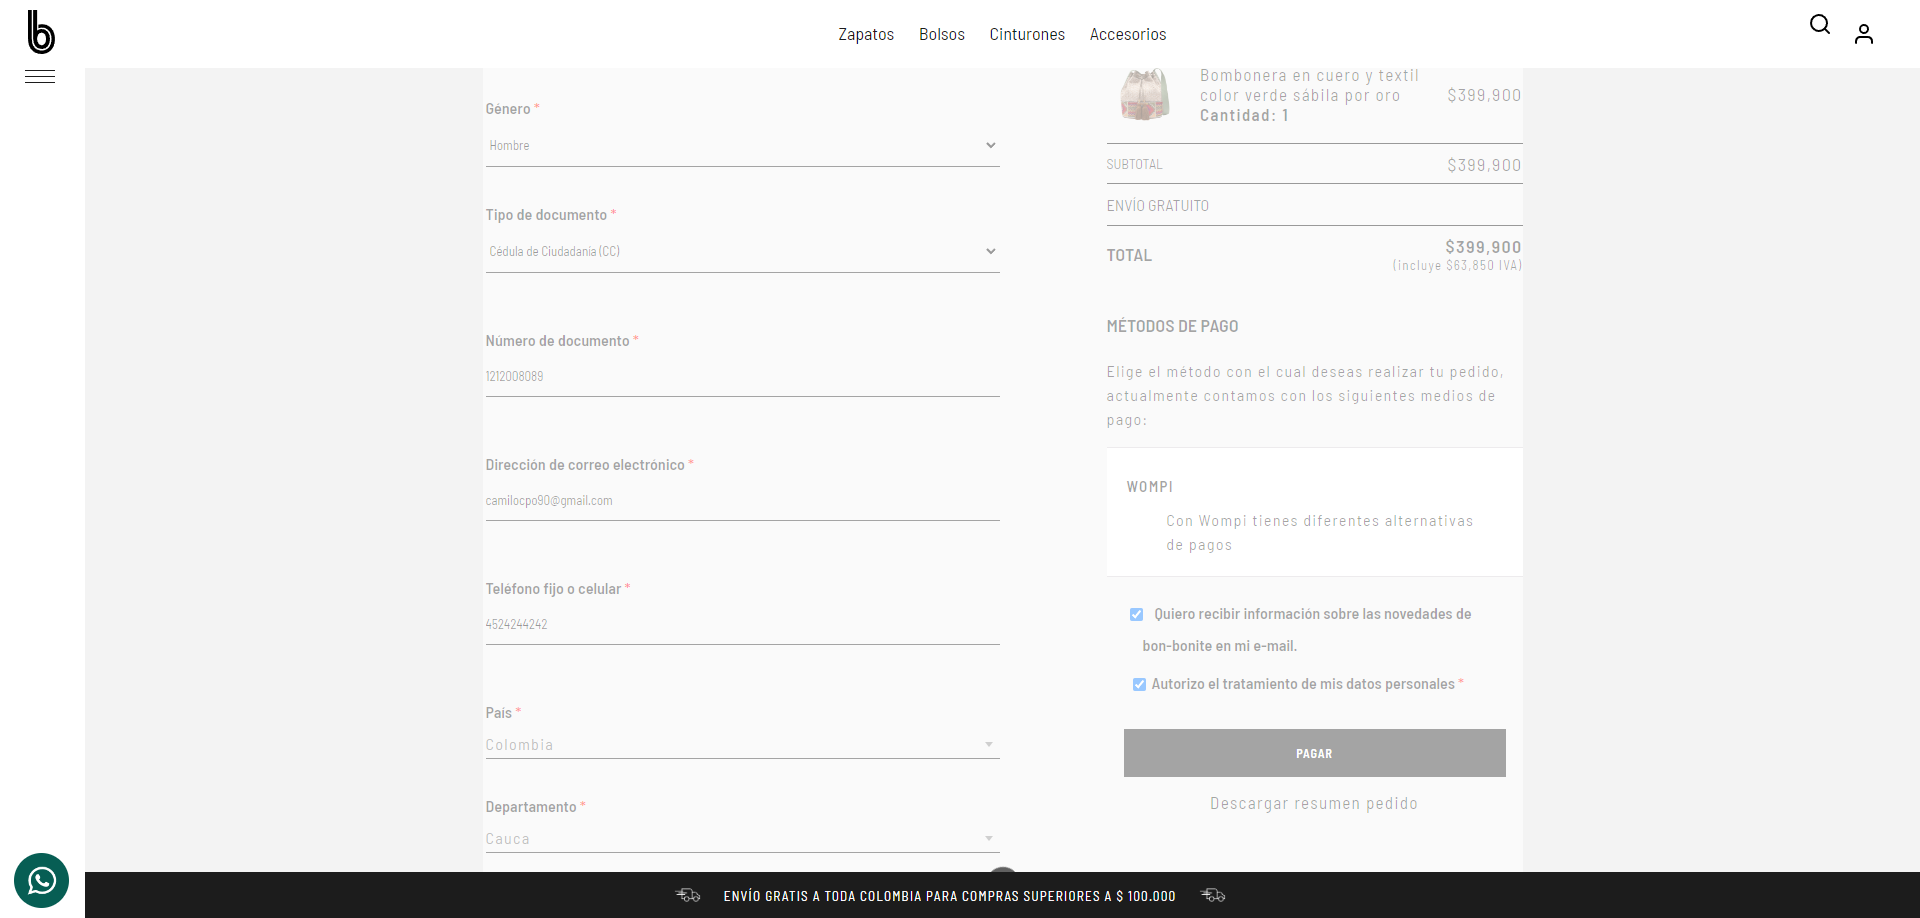 b
Zapatos Bolsos Cinturones Accesorios
Género *
Hombre
Tipo de documento *
Cédula de Ciudadanía (CC)
Número de documento *
1212008089
Dirección de correo electrónico *
camilocpo90@gmail.com
Teléfono fijo o celular *
4524244242
País *
Colombia
Departamento *
Cauca
Bombonera en cuero y textil
color verde sábila por oro
Cantidad: 1
$399,900
SUBTOTAL $399,900
ENVÍO GRATUITO
TOTAL $399,900
(incluye $63,850 IVA)
MÉTODOS DE PAGO
Elige el método con el cual deseas realizar tu pedido,
actualmente contamos con los siguientes medios de
pago:
WOMPI
Con Wompi tienes diferentes alternativas
de pagos
Quiero recibir información sobre las novedades de
bon-bonite en mi e-mail.
Autorizo el tratamiento de mis datos personales *
PAGAR
Descargar resumen pedido
ENVÍO GRATIS A TODA COLOMBIA PARA COMPRAS SUPERIORES A $ 100.000